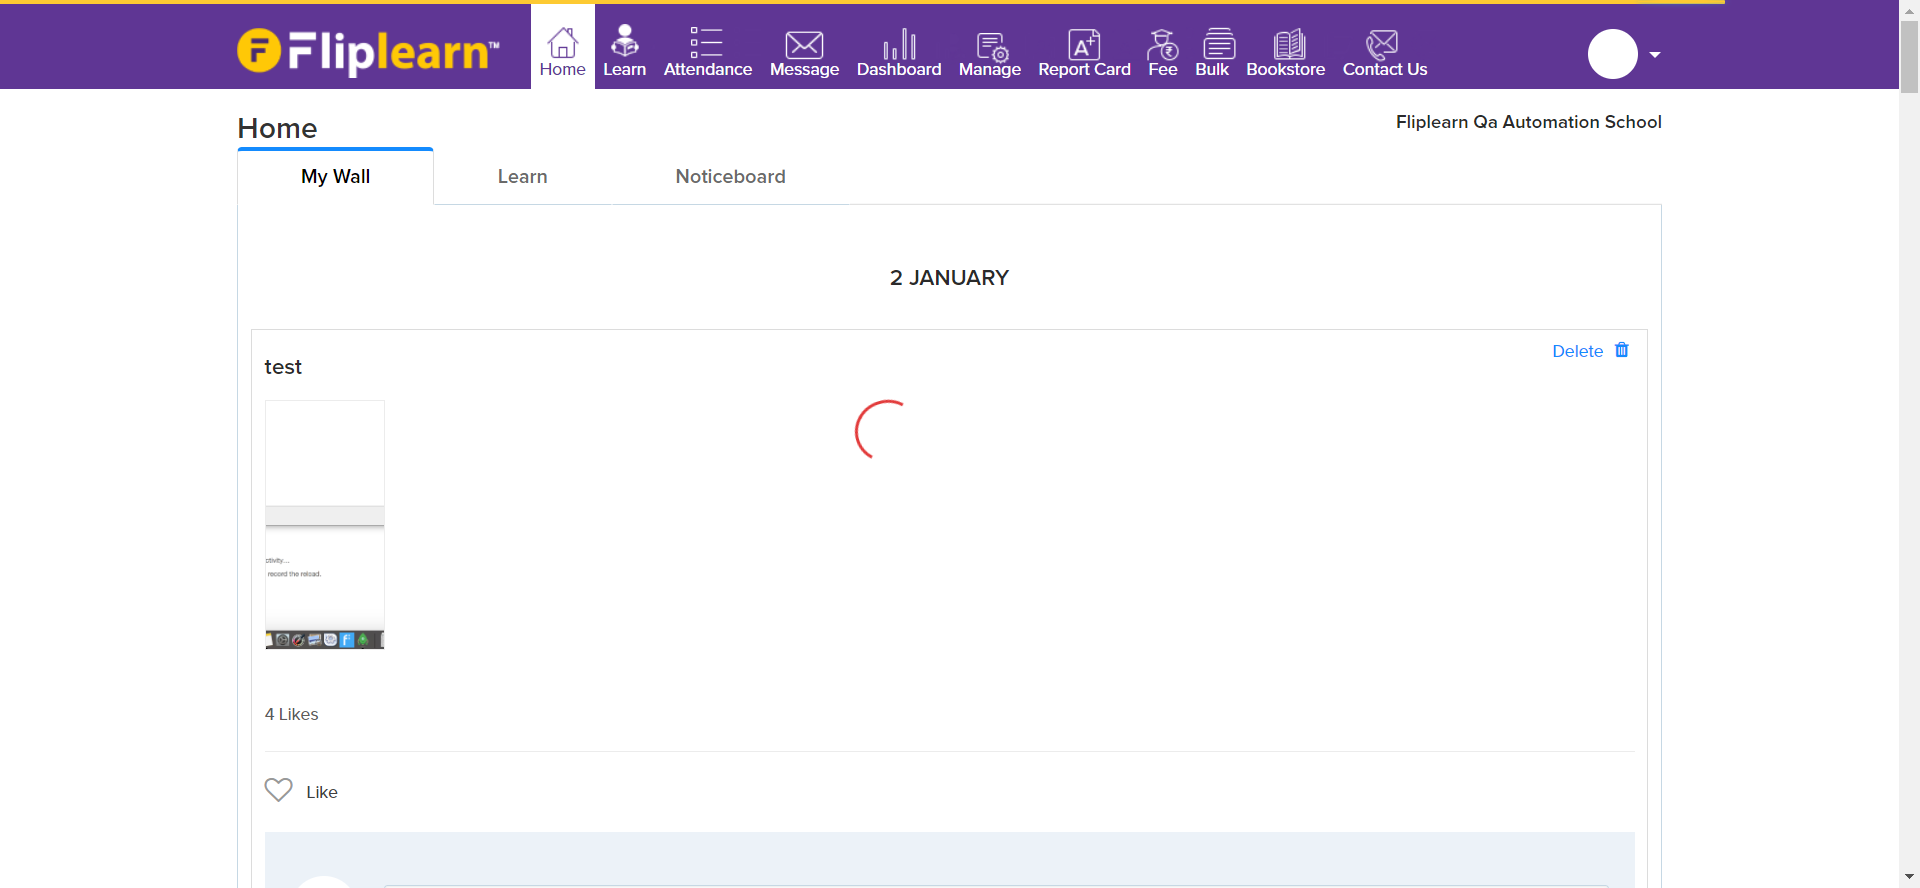 Fliplearn™
Home
Learn
Attendance
Message
Dashboard
Manage
Report Card
Fee
Bulk
Bookstore
Contact Us
Home
Fliplearn Qa Automation School
My Wall
Learn
Noticeboard
2 JANUARY
test
Delete
ctivity...
record the reload.
4 Likes
Like